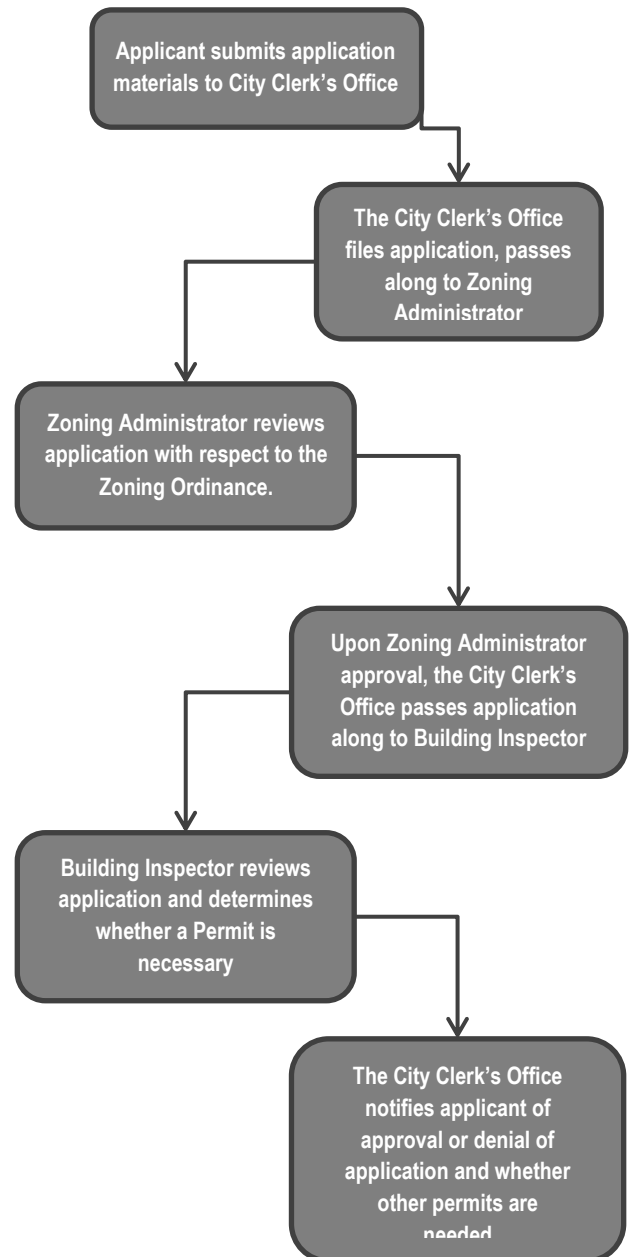 Applicant submits application
materials to City Clerk’s Office
The City Clerk’s Office
files application, passes
along to Zoning
Administrator
Zoning Administrator reviews
application with respect to the
Zoning Ordinance.
Upon Zoning Administrator
approval, the City Clerk’s
Office passes application
along to Building Inspector
Building Inspector reviews
application and determines
whether a Permit is
necessary
The City Clerk’s Office
notifies applicant of
approval or denial of
application and whether
other permits are
needed